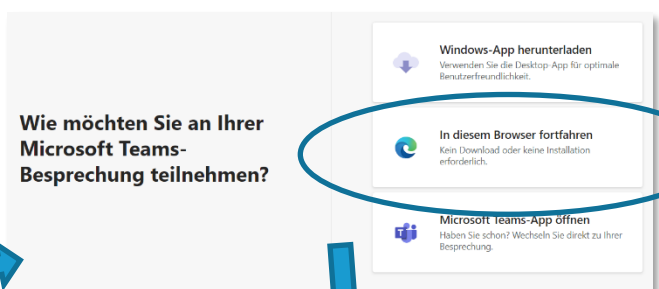 Wie möchten Sie an Ihrer
Microsoft Teams-
Besprechung teilnehmen?
Windows-App herunterladen
Verwenden Sie die Desktop-App für optimale
Benutzerfreundlichkeit.
In diesem Browser fortfahren
Kein Download oder keine Installation
erforderlich.
Microsoft Teams-App öffnen
Haben Sie schon? Wechseln Sie direkt zu Ihrer
Besprechung.